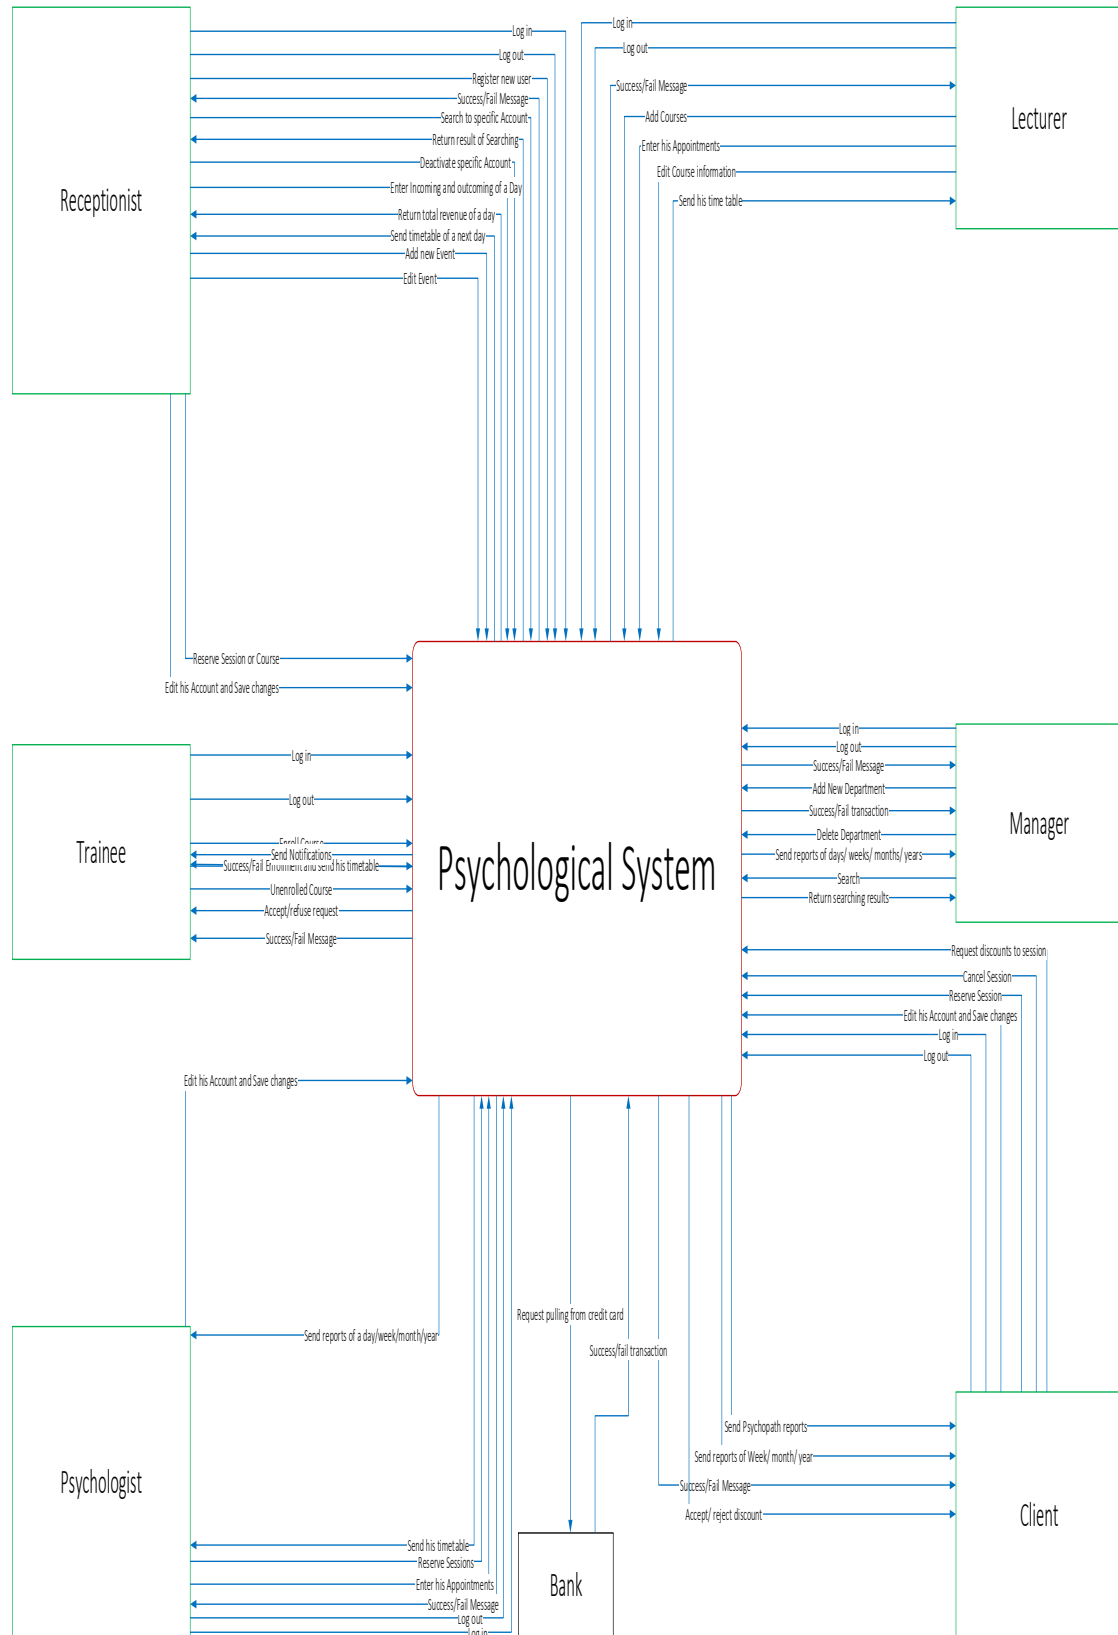 Log in
Log out
Register new user
Success/Fail Message
Search to specific Account
Return result of Searching
Deactivate specific Account
Enter Incoming and outcoming of a Day
Return total revenue of a day
Send timetable of a next day
Add new Event
Edit Event
Receptionist
Log in
Log out
Success/Fail Message
Add Courses
Enter his Appointments
Edit Course information
Send his time table
Lecturer
Reserve Session or Course
Edit his Account and Save changes
Trainee
Log in
Log out
Enroll Course
Send Notifications
Success/Fail Enrollment and send his timetable
Unenrolled Course
Accept/refuse request
Success/Fail Message
Psychological System
Log in
Log out
Success/Fail Message
Add New Department
Success/Fail transaction
Delete Department
Send reports of days/ weeks/ months/ years
Search
Return searching results
Manager
Request discounts to session
Cancel Session
Reserve Session
Edit his Account and Save changes
Log in
Log out
Edit his Account and Save changes
Send reports of a day/week/month/year
Psychologist
Send his timetable
Reserve Sessions
Enter his Appointments
Success/Fail Message
Log out
Log in
Request pulling from credit card
Success/fail transaction
Bank
Send Psychopath reports
Send reports of Week/ month/ year
Success/Fail Message
Accept/ reject discount
Client